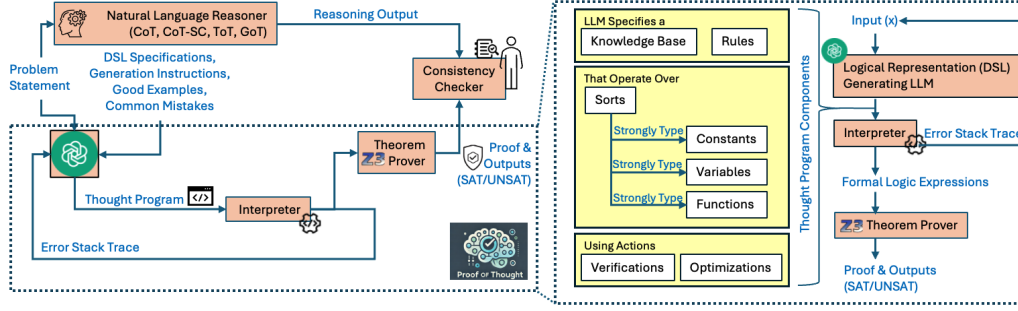 Natural Language Reasoner
(CoT, CoT-SC, ToT, GoT)
Reasoning Output
Problem
Statement
DSL Specifications,
Generation Instructions,
Good Examples,
Common Mistakes
Consistency
Checker
Theorem
Z3 Prover
Proof &
Outputs
(SAT/UNSAT)
Thought Program
</>
Interpreter
Error Stack Trace
Proof of Thought
LLM Specifies a
Knowledge Base
Rules
That Operate Over
Sorts
Strongly Type
Constants
Strongly Type
Variables
Strongly Type
Functions
Using Actions
Verifications
Optimizations
Thought Program Components
Input (x)
Logical Representation (DSL)
Generating LLM
Interpreter
Error Stack Trace
Formal Logic Expressions
Z3 Theorem Prover
Proof & Outputs
(SAT/UNSAT)